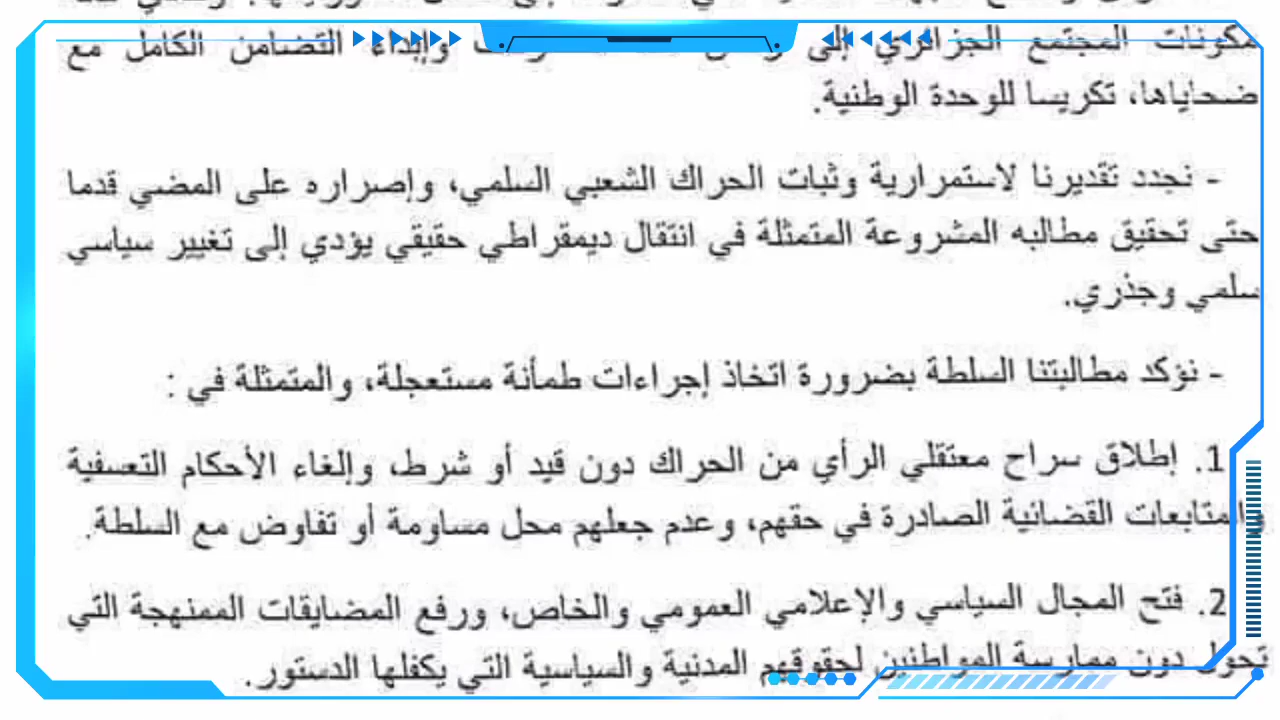 مكونات المجتمع الجزائري إلى وإبداء التضامن الكامل مع
ضحاياها، تكريسا للوحدة الوطنية.
- نجدد تقديرنا لاستمرارية وثبات الحراك الشعبي السلمي، وإصراره على المضي قدما
حتى تحقيق مطالبه المشروعة المتمثلة في انتقال ديمقراطي حقيقي يؤدي إلى تغيير سياسي
سلمي وجذري.
- نؤكد مطالبتنا السلطة بضرورة اتخاذ إجراءات طمأنة مستعجلة، والمتمثلة في :
1. إطلاق سراح معتقلي الرأي من الحراك دون قيد أو شرط، وإلغاء الأحكام التعسفية
والمتابعات القضائية الصادرة في حقهم، وعدم جعلهم محل مساومة أو تفاوض مع السلطة.
2. فتح المجال السياسي والإعلامي العمومي والخاص، ورفع المضايقات الممنهجة التي
تحول دون ممارسة المواطنين لحقوقهم المدنية والسياسية التي يكفلها الدستور.